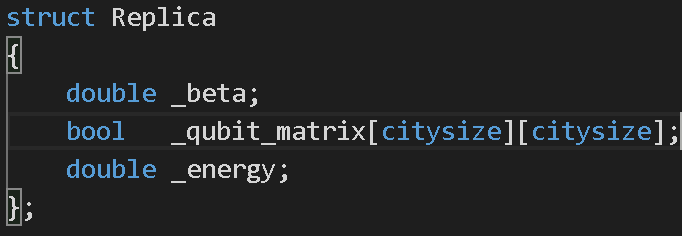 struct Replica
{
    double _beta;
    bool   _qubit_matrix[citysize][citysize];
    double _energy;
};